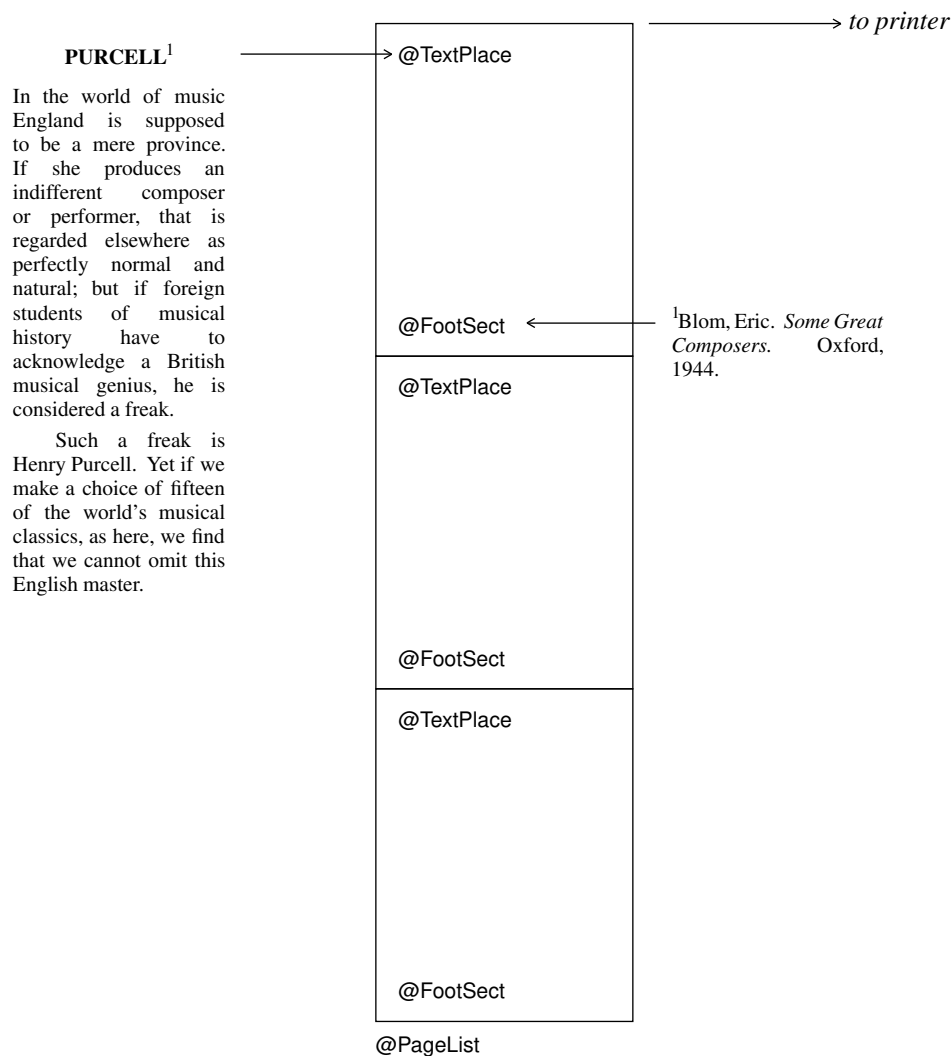 to printer
PURCELL1
@TextPlace
In the world of music
England is supposed
to be a mere province.
If she produces an
indifferent composer
or performer, that is
regarded elsewhere as
perfectly normal and
natural; but if foreign
students of musical
history have to
acknowledge a British
musical genius, he is
considered a freak.
Such a freak is
Henry Purcell. Yet if we
make a choice of fifteen
of the world's musical
classics, as here, we find
that we cannot omit this
English master.
@FootSect
1Blom, Eric. Some Great
Composers. Oxford,
1944.
@TextPlace
@FootSect
@TextPlace
@FootSect
@PageList